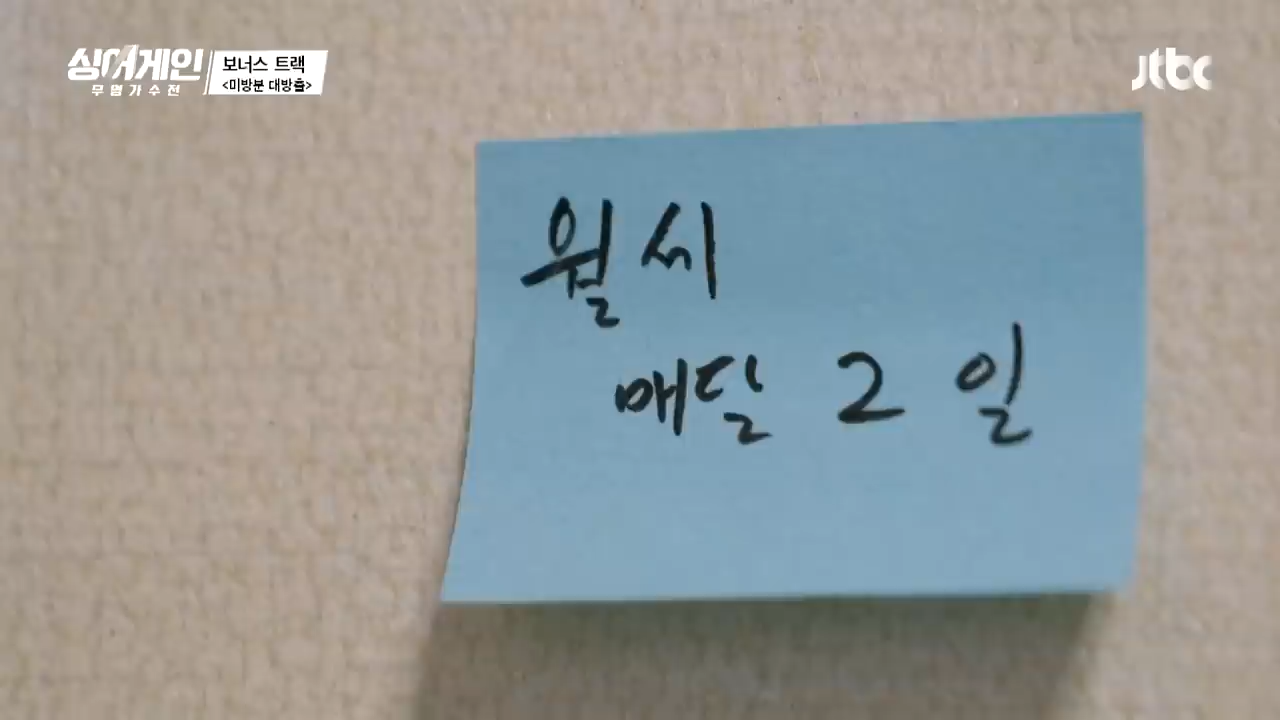 싱어게인
무명가수전
보너스 트랙
<미방분 대방출>
jtbc
월세
매달 2일